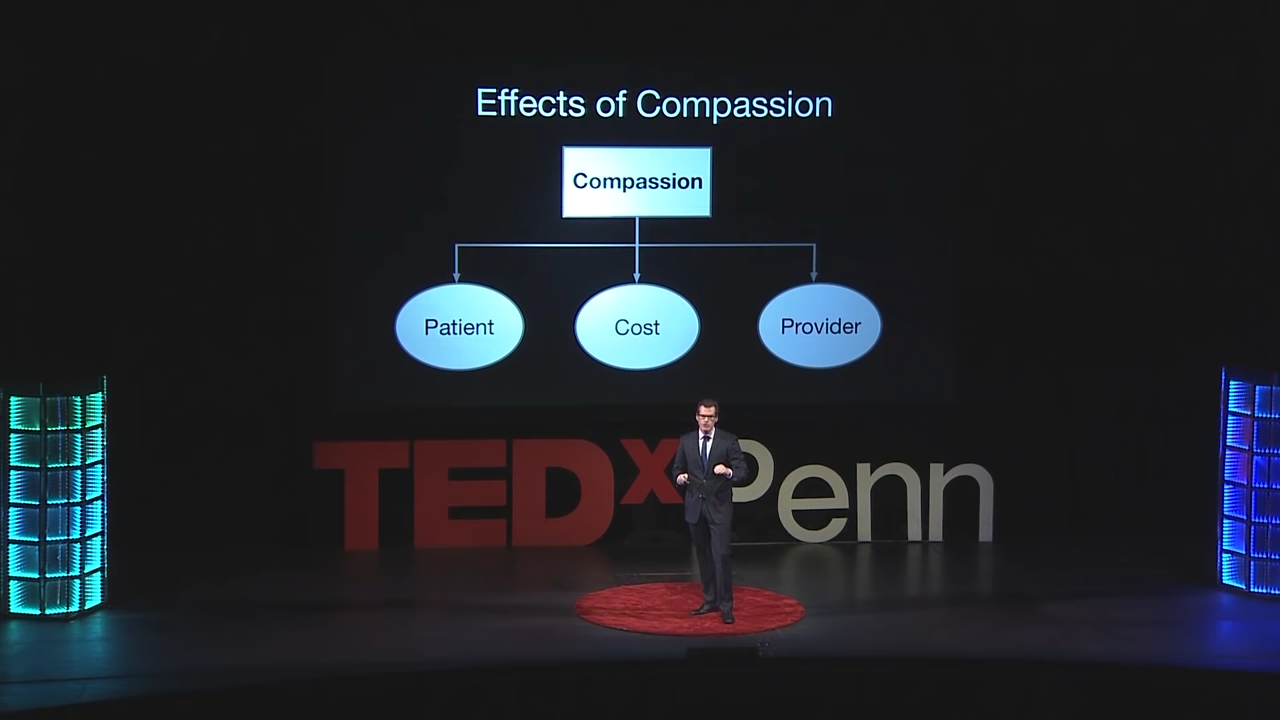 Effects of Compassion
Compassion
Patient
Cost
Provider
TEDxPenn